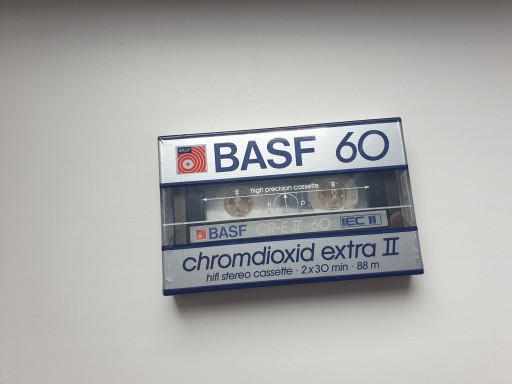 BASF
BASF 60
high precision cassette
h p
BASF CR-E II 60 IEC II
chromdioxid extra II
hifi stereo cassette · 2x30 min · 88 m